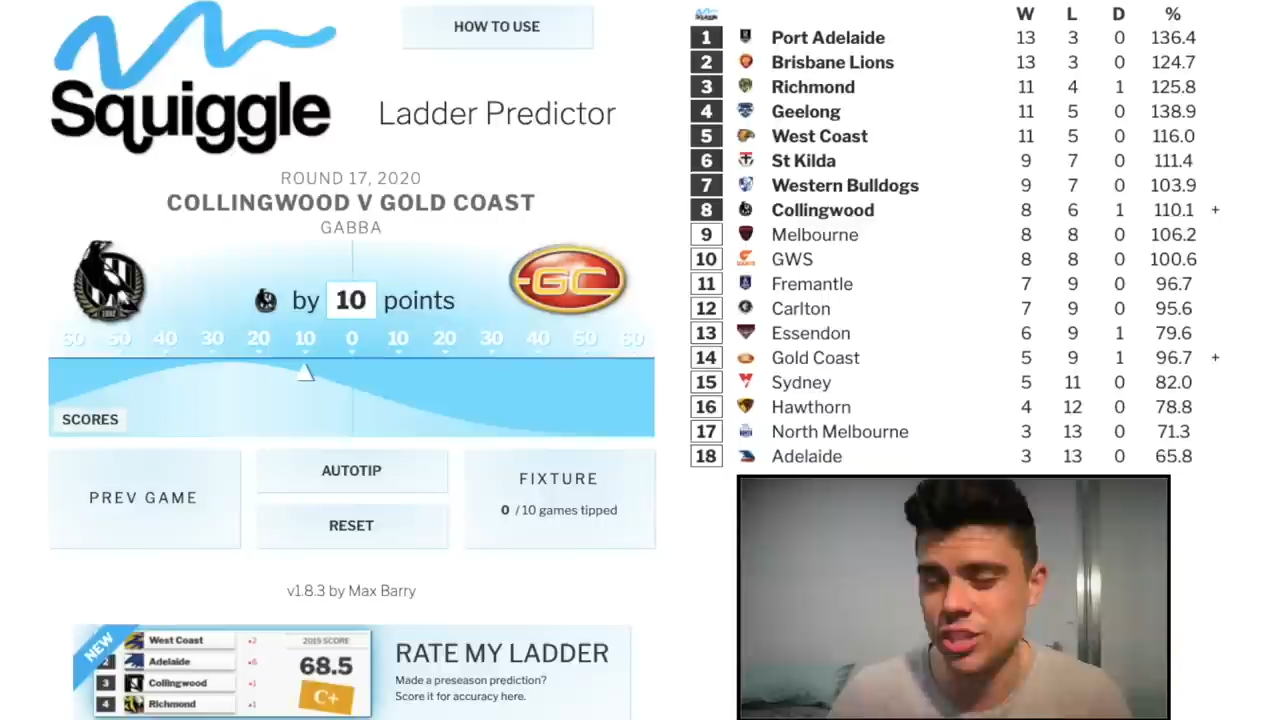 HOW TO USE
Squiggle
Ladder Predictor
ROUND 17, 2020
COLLINGWOOD V GOLD COAST
GABBA
GC
by 10 points
60 50 40 30 20 10 0 10 20 30 40 50 60
SCORES
PREV GAME
AUTOTIP
RESET
FIXTURE
0 / 10 games tipped
v1.8.3 by Max Barry
NEW
West Coast
2
2019 SCORE
2 Adelaide
6
68.5
3 Collingwood
1
C+
4 Richmond
1
RATE MY LADDER
Made a preseason prediction?
Score it for accuracy here.
W L D %
1 Port Adelaide 13 3 0 136.4
2 Brisbane Lions 13 3 0 124.7
3 Richmond 11 4 1 125.8
4 Geelong 11 5 0 138.9
5 West Coast 11 5 0 116.0
6 St Kilda 9 7 0 111.4
7 Western Bulldogs 9 7 0 103.9
8 Collingwood 8 6 1 110.1 +
9 Melbourne 8 8 0 106.2
10 GWS 8 8 0 100.6
11 Fremantle 7 9 0 96.7
12 Carlton 7 9 0 95.6
13 Essendon 6 9 1 79.6
14 Gold Coast 5 9 1 96.7 +
15 Sydney 5 11 0 82.0
16 Hawthorn 4 12 0 78.8
17 North Melbourne 3 13 0 71.3
18 Adelaide 3 13 0 65.8